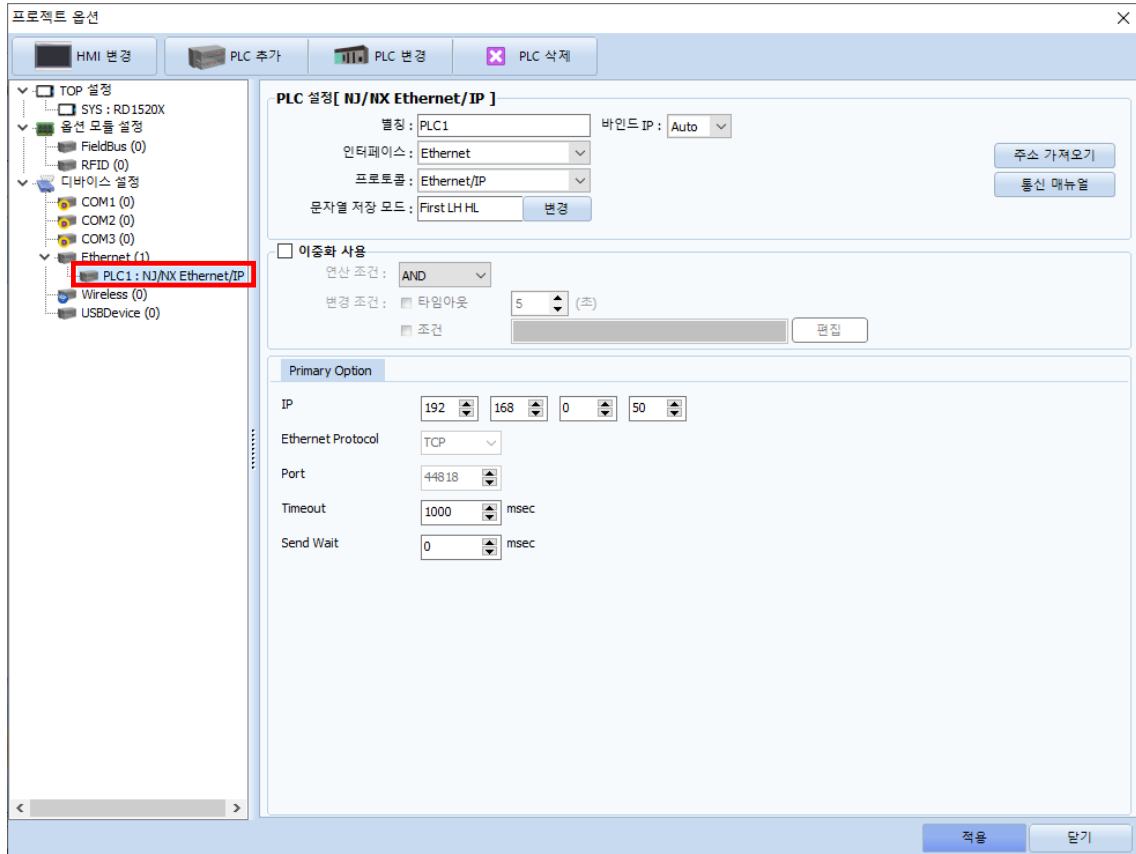 프로젝트 옵션
HMI 변경
PLC 추가
PLC 변경
PLC 삭제
TOP 설정
SYS : RD1520X
옵션 모듈 설정
FieldBus (0)
RFID (0)
디바이스 설정
COM1 (0)
COM2 (0)
COM3 (0)
Ethernet (1)
PLC1 : NJ/NX Ethernet/IP
Wireless (0)
USBDevice (0)
PLC 설정[ NJ/NX Ethernet/IP ]
별칭 : PLC1 바인드 IP : Auto
인터페이스 : Ethernet
프로토콜 : Ethernet/IP
문자열 저장 모드 : First LH HL 변경
주소 가져오기
통신 매뉴얼
이중화 사용
연산 조건 : AND
변경 조건 : 타임아웃 5 (초)
조건 편집
Primary Option
IP 192 168 0 50
Ethernet Protocol TCP
Port 44818
Timeout 1000 msec
Send Wait 0 msec
적용 닫기